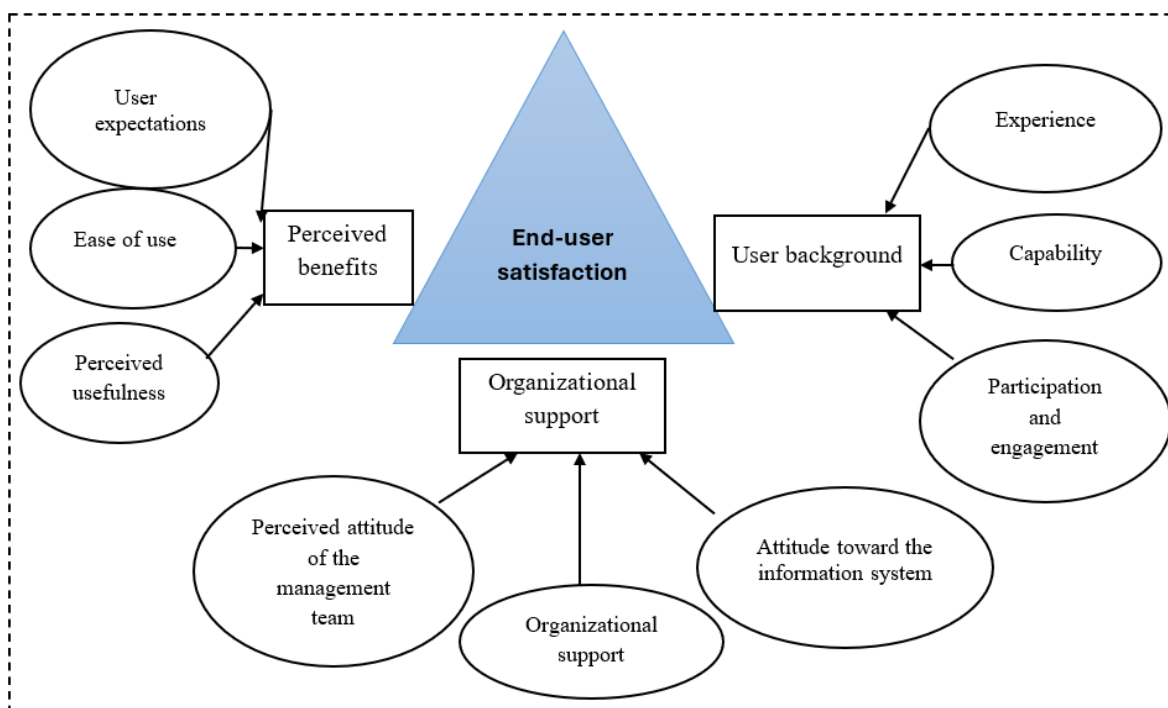 User
expectations
Ease of use
Perceived
usefulness
Perceived
benefits
End-user
satisfaction
User background
Experience
Capability
Participation
and
engagement
Organizational
support
Perceived attitude
of the
management
team
Organizational
support
Attitude toward the
information system